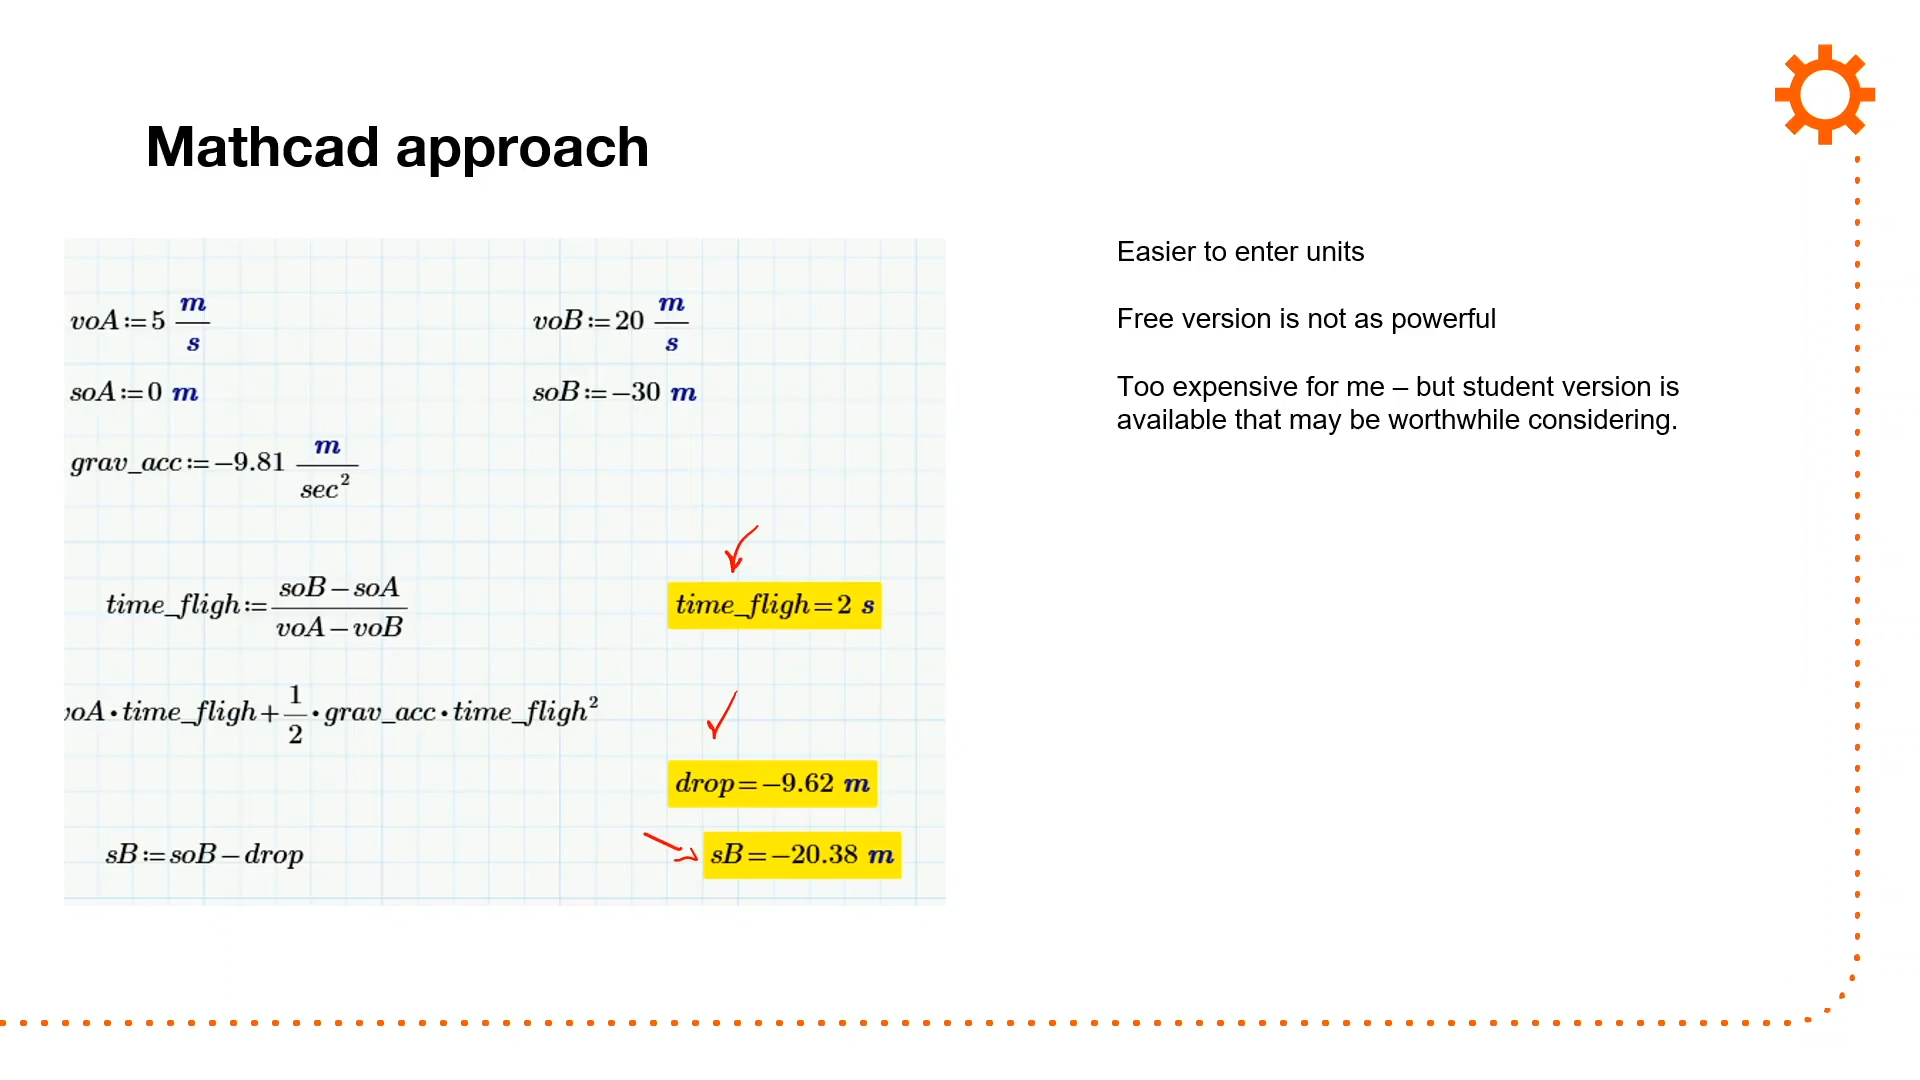 Mathcad approach
voA:=5 m/s
voB:=20 m/s
soA:=0 m
soB:=−30 m
grav_acc:=−9.81 m/sec²
time_fligh:=(soB−soA)/(voA−voB)
time_fligh=2 s
oA⋅time_fligh+1/2⋅grav_acc⋅time_fligh²
drop=−9.62 m
sB:=soB−drop
sB=−20.38 m
Easier to enter units
Free version is not as powerful
Too expensive for me – but student version is
available that may be worthwhile considering.